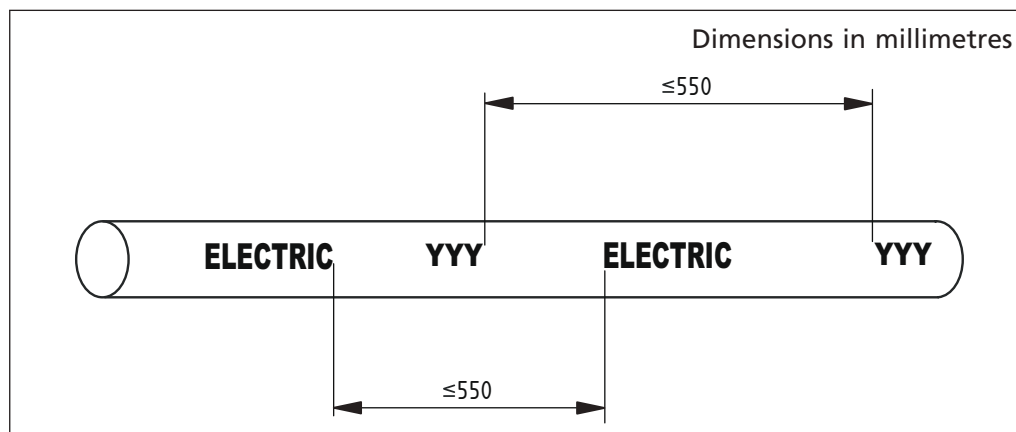 Dimensions in millimetres
≤550
ELECTRIC YYY ELECTRIC YYY
≤550